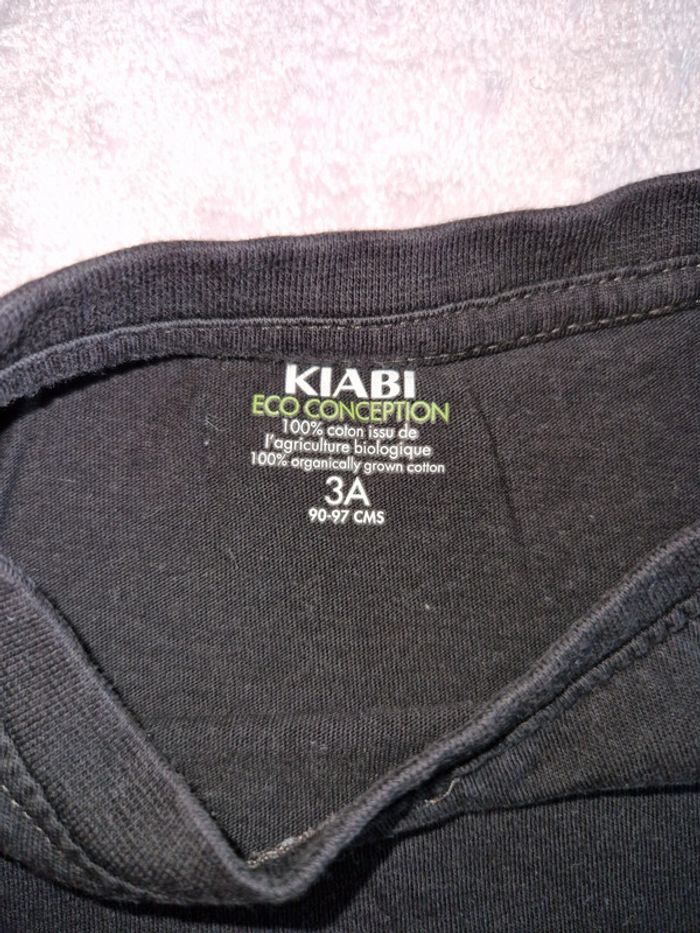 KIABI
ECO CONCEPTION
100% coton issu de
l'agriculture biologique
100% organically grown cotton
3A
90-97 CMS